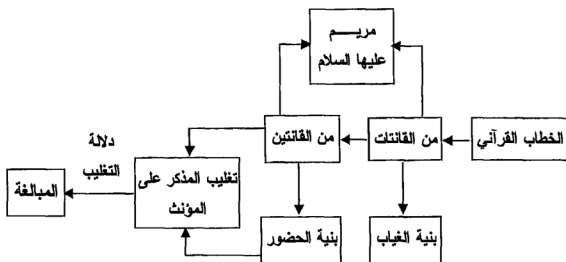 مريـــم
عليها السلام
الخطاب القرآني
من القانتات
من القانتين
دلالة
التغليب
تغليب المذكر على
المؤنث
المبالغة
بنية الغياب
بنية الحضور